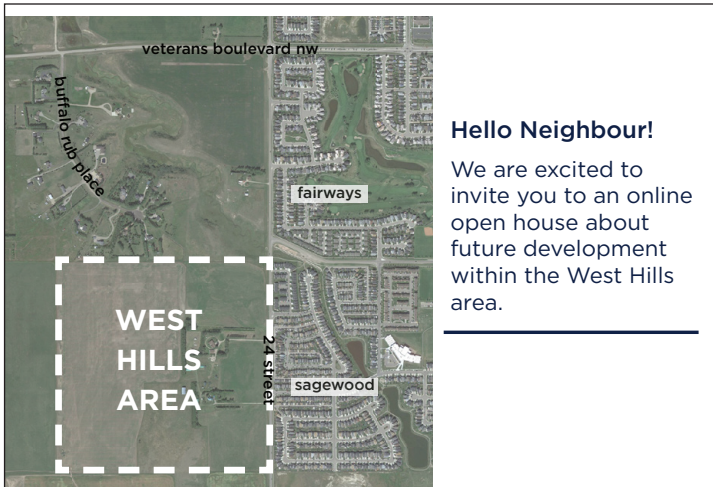 veterans boulevard nw
buffalo rub place
fairways
WEST
HILLS
AREA
24 street
sagewood
Hello Neighbour!
We are excited to
invite you to an online
open house about
future development
within the West Hills
area.